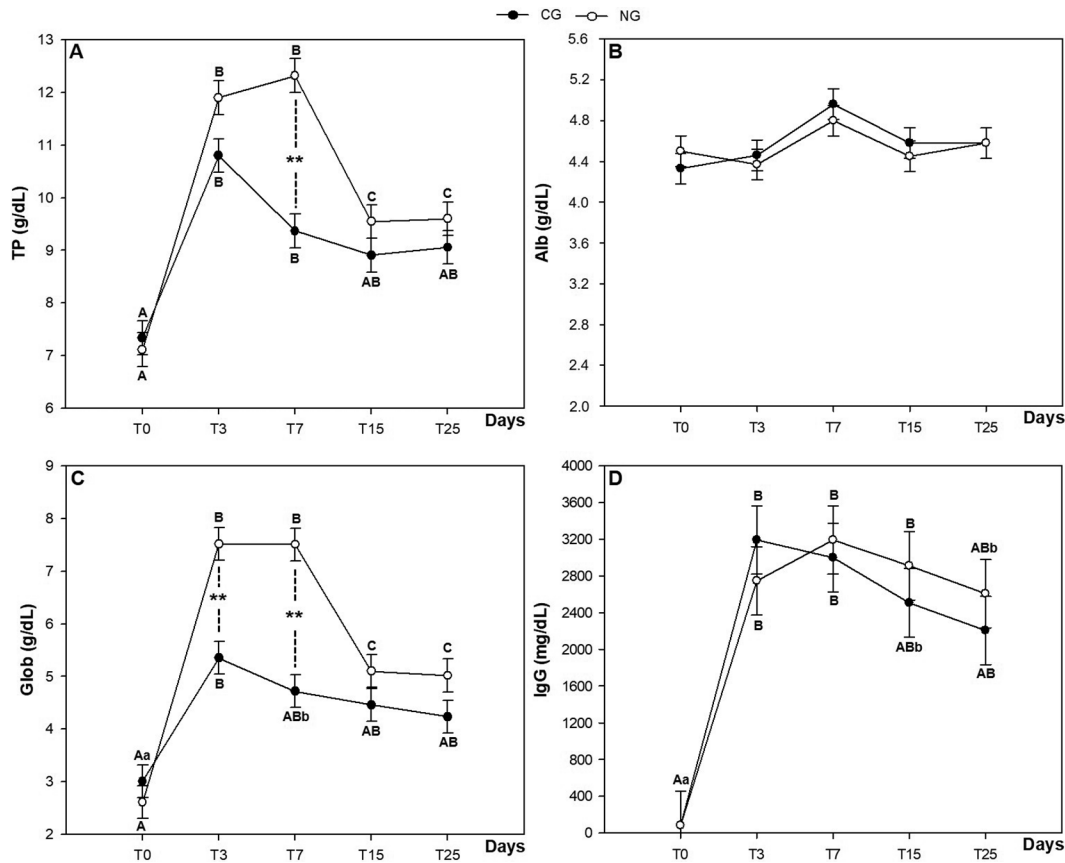 CG NG
A
TP (g/dL)
13
12
11
10
9
8
7
6
B
B
B
B
**
C
C
AB
AB
A
A
T0 T3 T7 T15 T25
Days
B
Alb (g/dL)
5.6
5.2
4.8
4.4
4.0
3.6
3.2
2.8
2.4
2.0
T0 T3 T7 T15 T25
Days
C
Glob (g/dL)
9
8
7
6
5
4
3
2
B
B
**
**
B
ABb
C
C
AB
AB
Aa
A
T0 T3 T7 T15 T25
Days
D
IgG (mg/dL)
4000
3600
3200
2800
2400
2000
1600
1200
800
400
0
B
B
B
ABb
B
B
ABb
AB
Aa
T0 T3 T7 T15 T25
Days